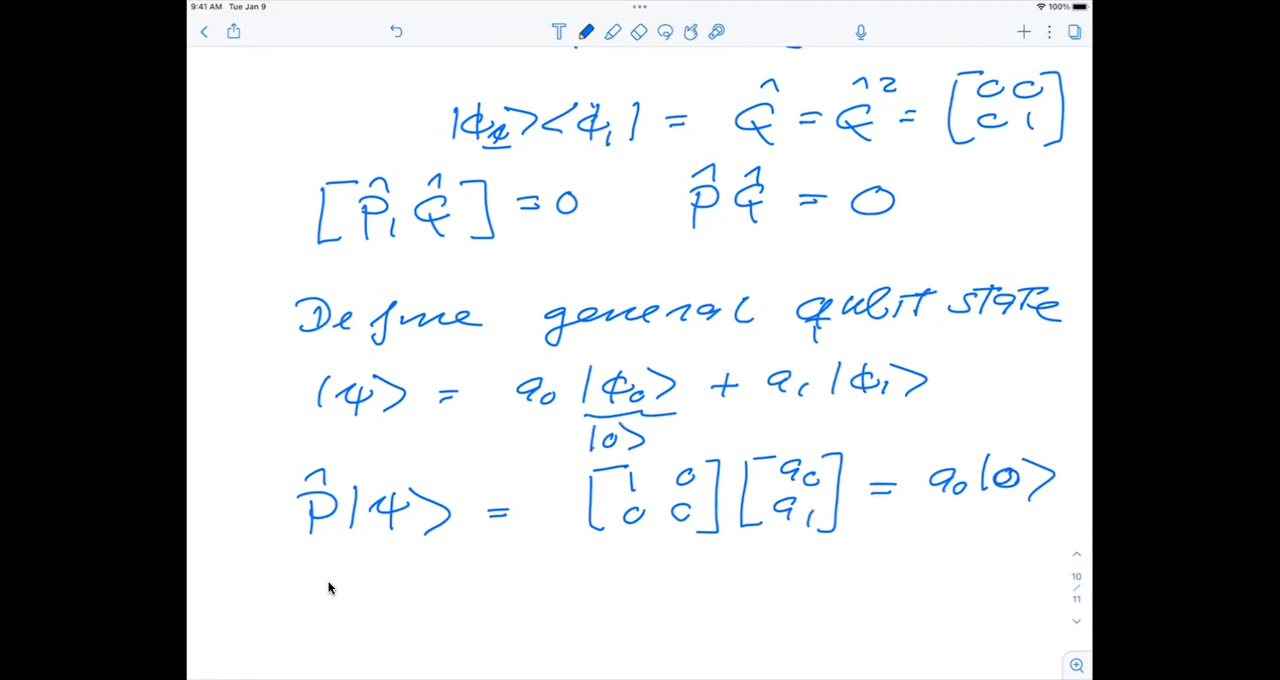 9:41 AM Tue Jan 9
100%
|ϕ₁><ϕ₁| = Q̂ = Q̂² = [0 0
0 1]
[P̂, Q̂] = 0 P̂ Q̂ = 0
Define general qubit state
|ψ> = a₀ |ϕ₀> + a₁ |ϕ₁>
|0>
P̂|ψ> = [1 0
0 0] [a₀
a₁] = a₀|0>
10
/
11